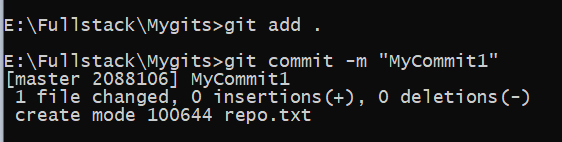 E:\Fullstack\Mygits>git add .
E:\Fullstack\Mygits>git commit -m "MyCommit1"
[master 2088106] MyCommit1
 1 file changed, 0 insertions(+), 0 deletions(-)
 create mode 100644 repo.txt